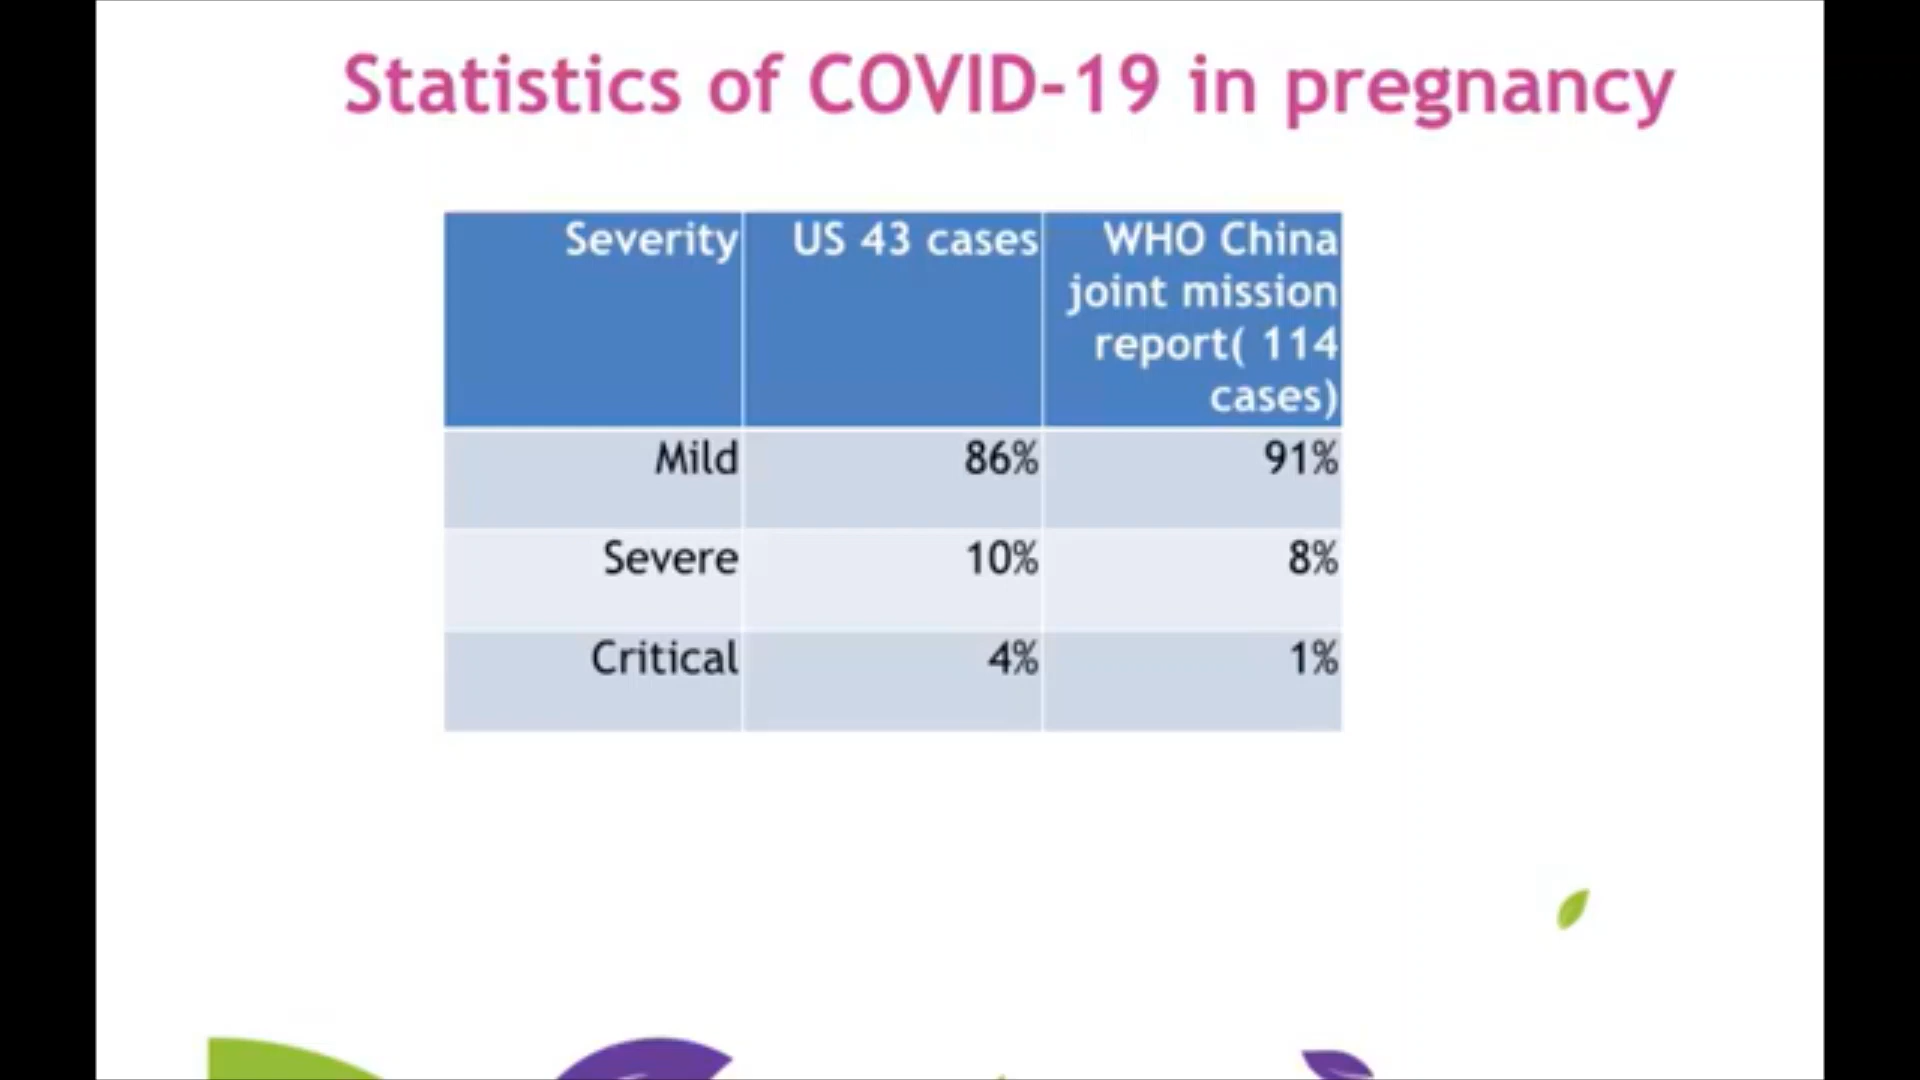 Statistics of COVID-19 in pregnancy
Severity US 43 cases WHO China
joint mission
report( 114
cases)
Mild 86% 91%
Severe 10% 8%
Critical 4% 1%